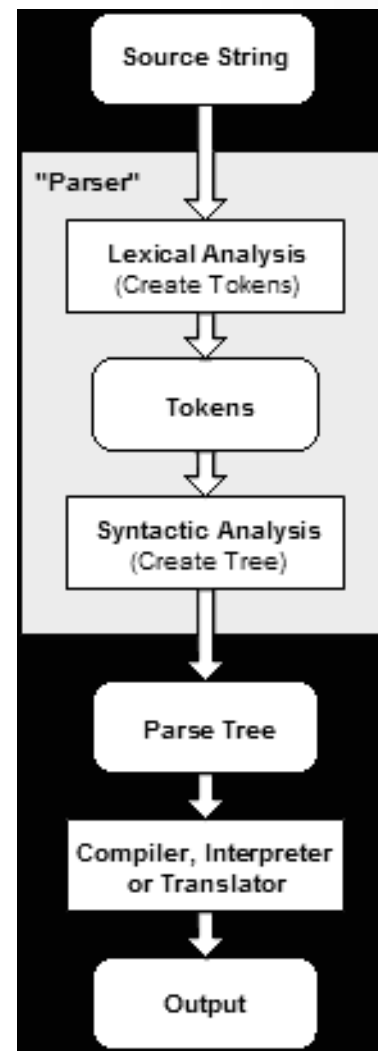 Source String
"Parser"
Lexical Analysis
(Create Tokens)
Tokens
Syntactic Analysis
(Create Tree)
Parse Tree
Compiler, Interpreter
or Translator
Output